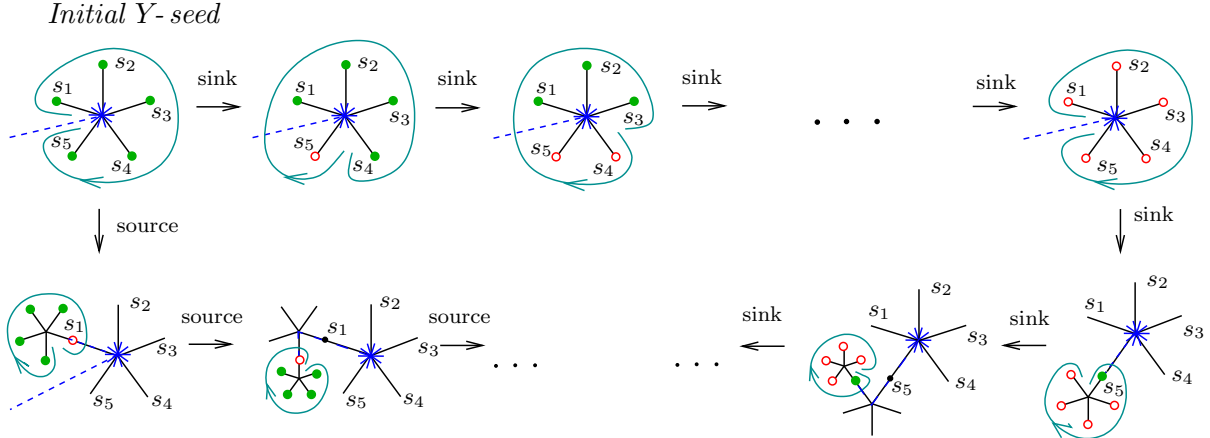 Initial Y-seed
s1 s2 s3 s4 s5
sink
s1 s2 s3 s4 s5
sink
s1 s2 s3 s4 s5
sink
. . .
sink
s1 s2 s3 s4 s5
source
sink
s1 s2 s3 s4 s5
source
s1 s2 s3 s4 s5
source
. . .
. . .
sink
s1 s2 s3 s4 s5
sink
s1 s2 s3 s4 s5